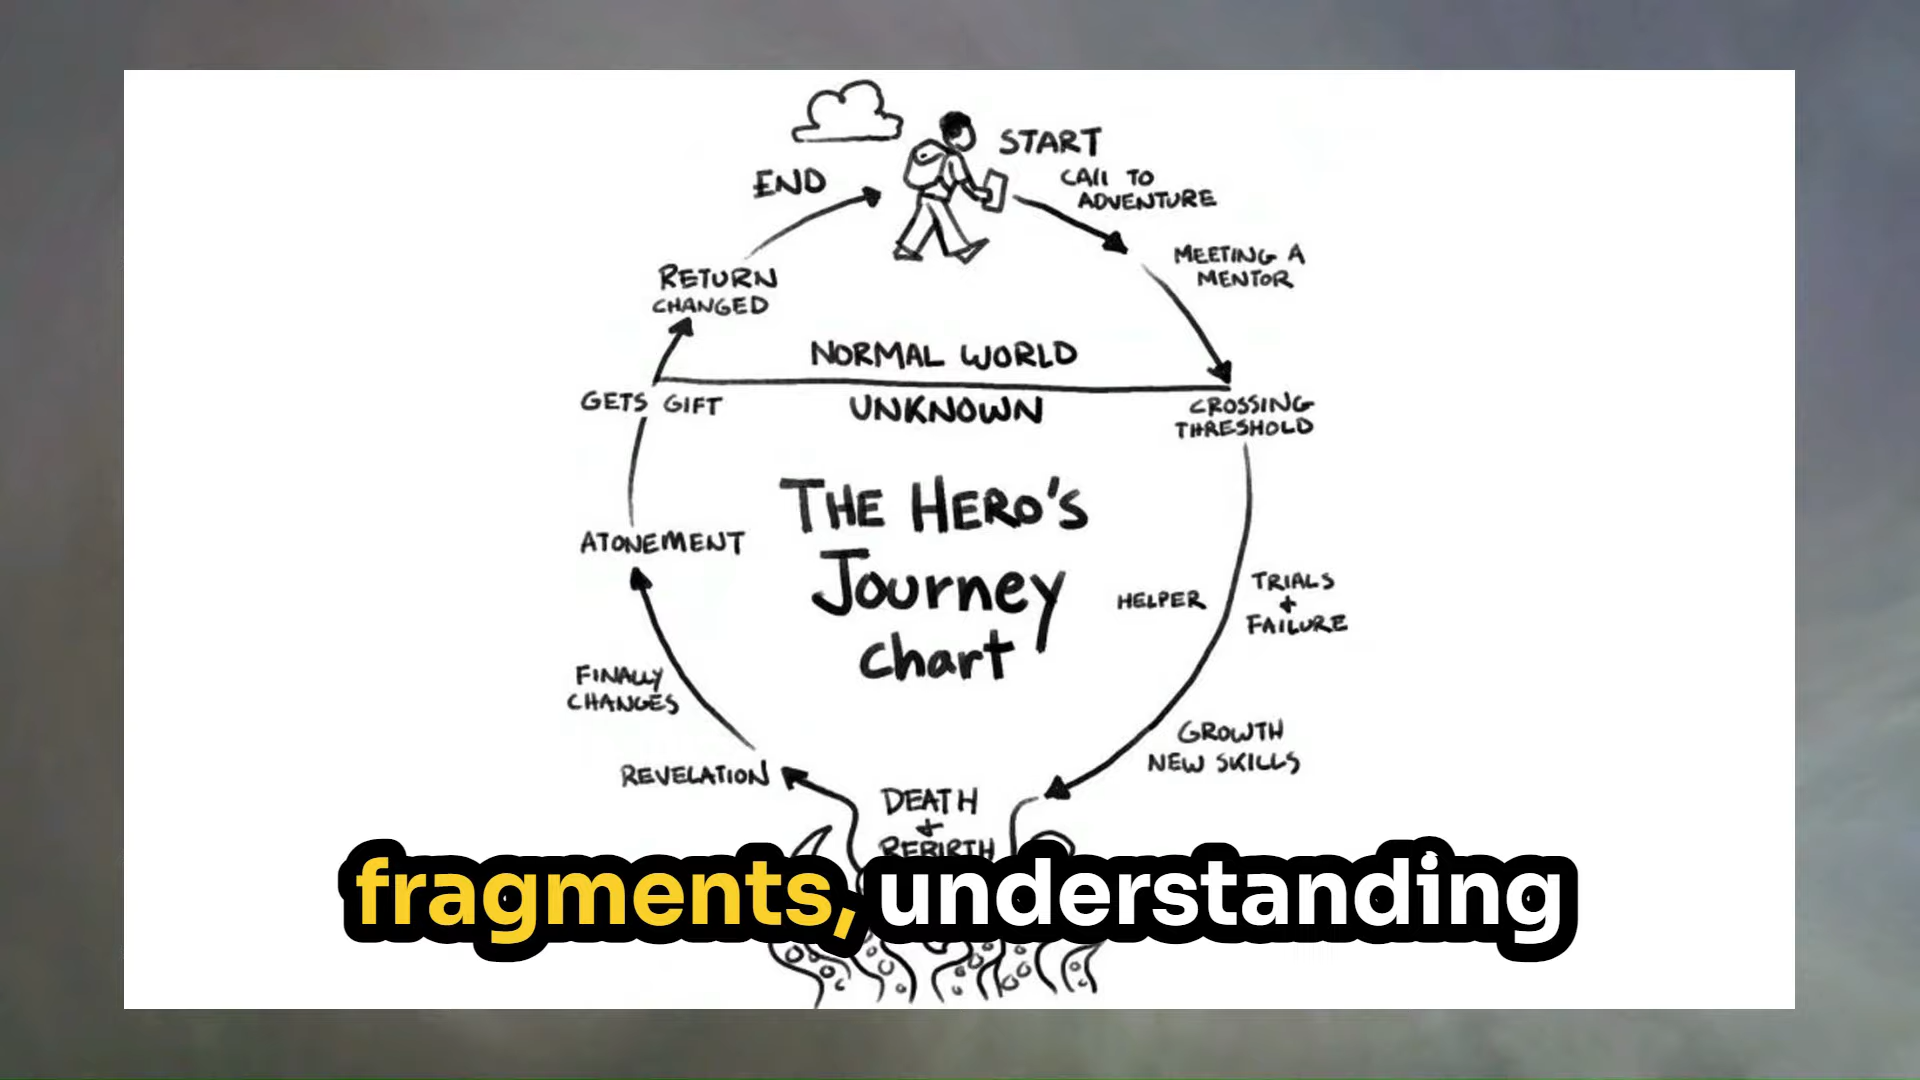 START
CALL TO
ADVENTURE
MEETING A
MENTOR
END
RETURN
CHANGED
NORMAL WORLD
UNKNOWN
GETS GIFT
CROSSING
THRESHOLD
THE HERO'S
Journey
chart
ATONEMENT
HELPER
TRIALS
+
FAILURE
FINALLY
CHANGES
GROWTH
NEW SKILLS
REVELATION
DEATH
+
REBIRTH
fragments, understanding